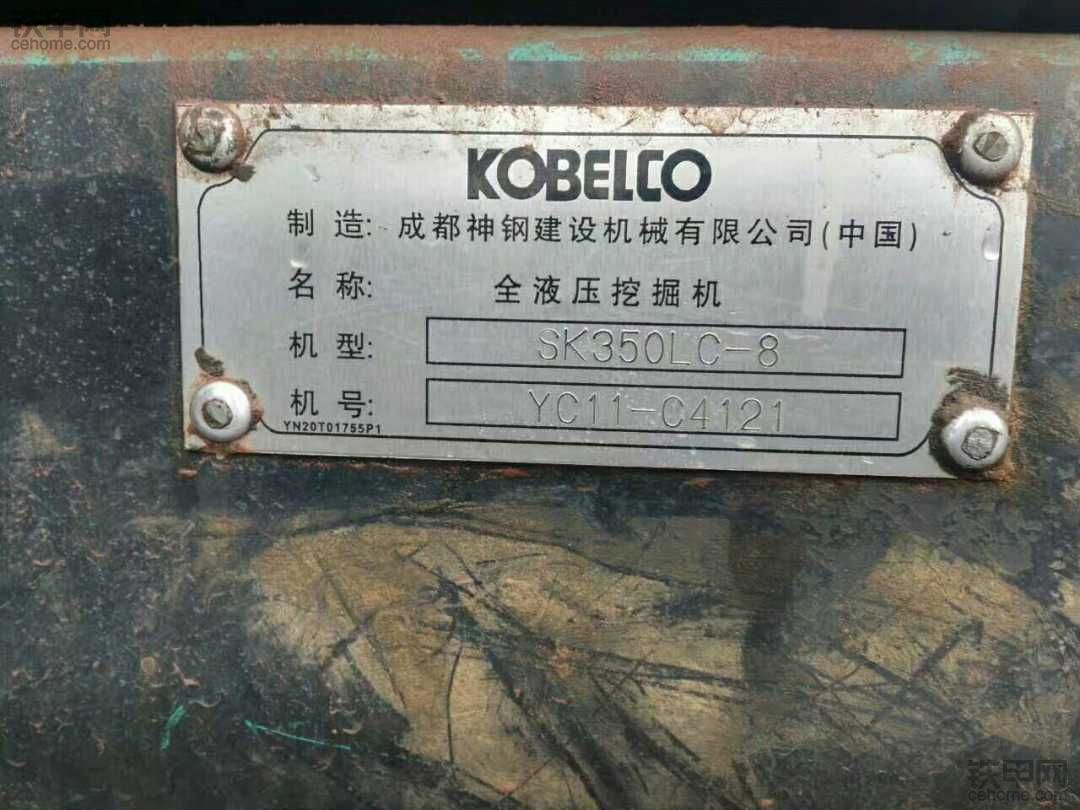 铁甲网
cehome.com
KOBELCO
制 造: 成都神钢建设机械有限公司(中国)
名 称: 全液压挖掘机
机 型: SK350LC-8
机 号: YC11-C4121
YN20T01755P1
铁甲网
cehome.com